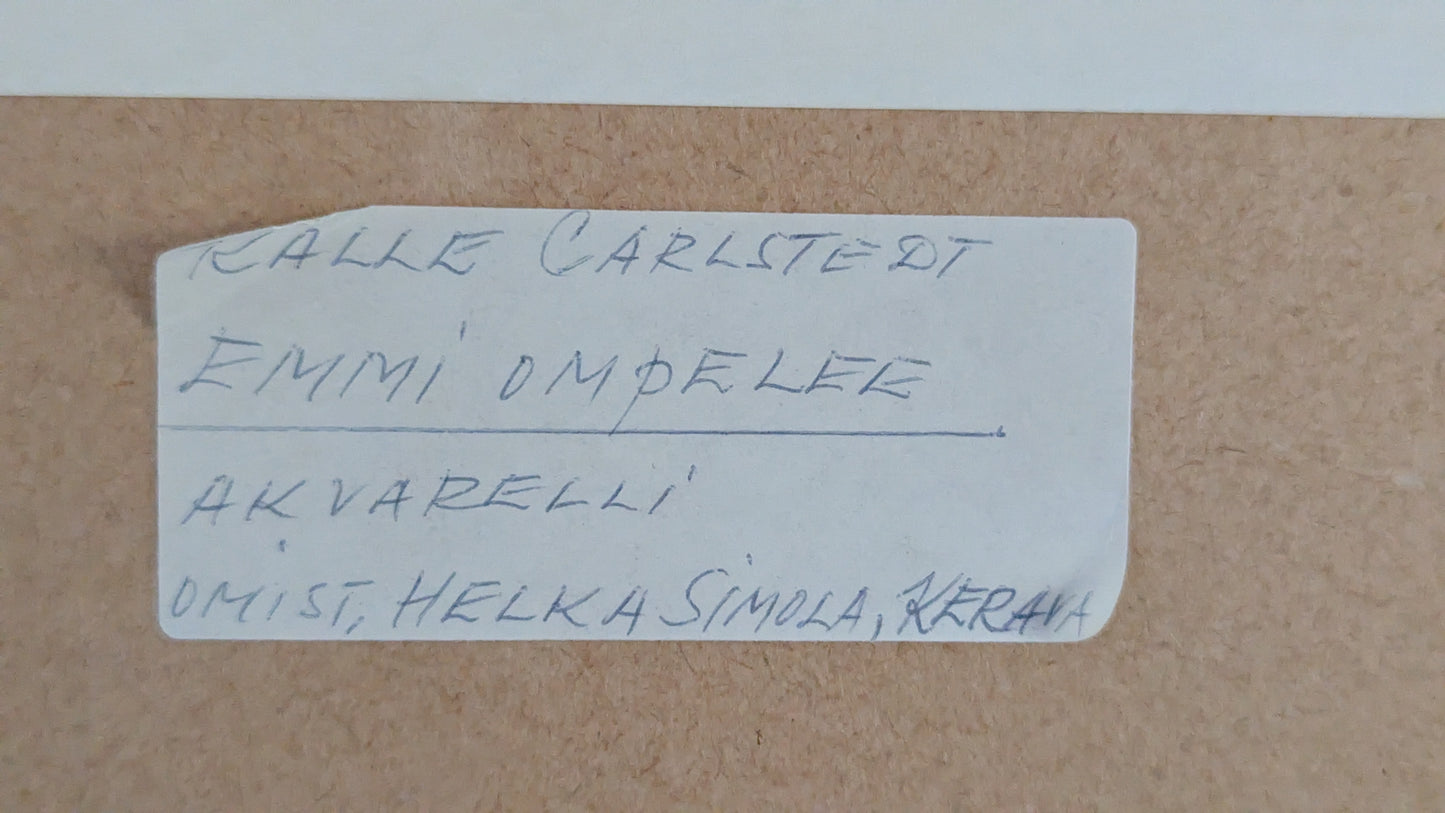 KALLE CARLSTEDT
EMMi OMpELEE
AKVARELLi
OMiST, HELKA SiMOLA, KERAVA